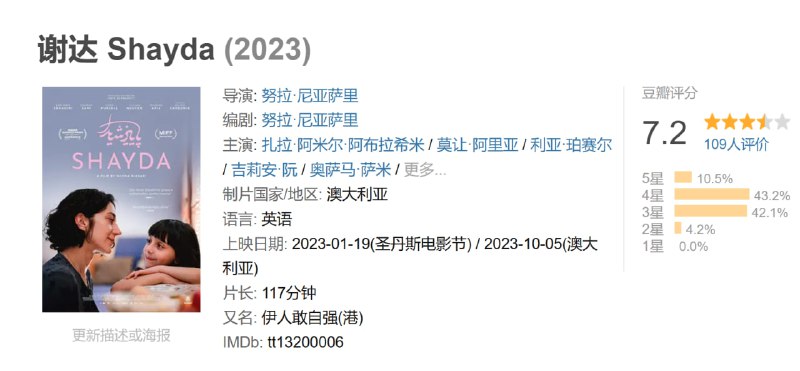 谢达 Shayda (2023)
SHAYDA
A FILM BY NOORA NIASARI
更新描述或海报
导演: 努拉·尼亚萨里
编剧: 努拉·尼亚萨里
主演: 扎拉·阿米尔·阿布拉希米 / 莫让·阿里亚 / 利亚·珀赛尔
/ 吉莉安·阮 / 奥萨马·萨米 / 更多...
制片国家/地区: 澳大利亚
语言: 英语
上映日期: 2023-01-19(圣丹斯电影节) / 2023-10-05(澳大
利亚)
片长: 117分钟
又名: 伊人敢自强(港)
IMDb: tt13200006
豆瓣评分
7.2
109人评价
5星 10.5%
4星 43.2%
3星 42.1%
2星 4.2%
1星 0.0%